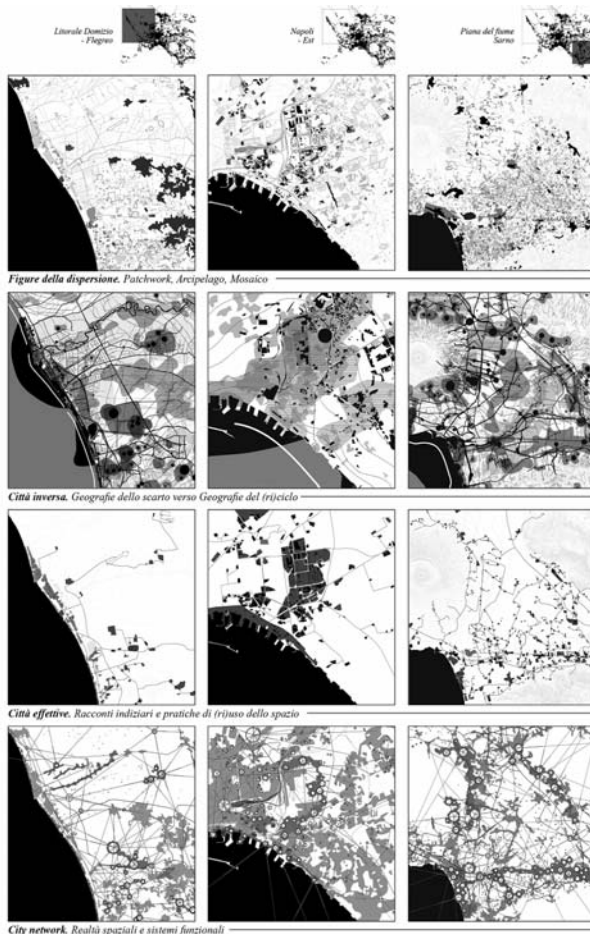 Litorale Domizio
- Flegreo
Napoli
- Est
Piana del fiume
Sarno
Figure della dispersione. Patchwork, Arcipelago, Mosaico
Città inversa. Geografie dello scarto verso Geografie del (ri)ciclo
Città effettive. Racconti indiziari e pratiche di (ri)uso dello spazio
City network. Realtà spaziali e sistemi funzionali